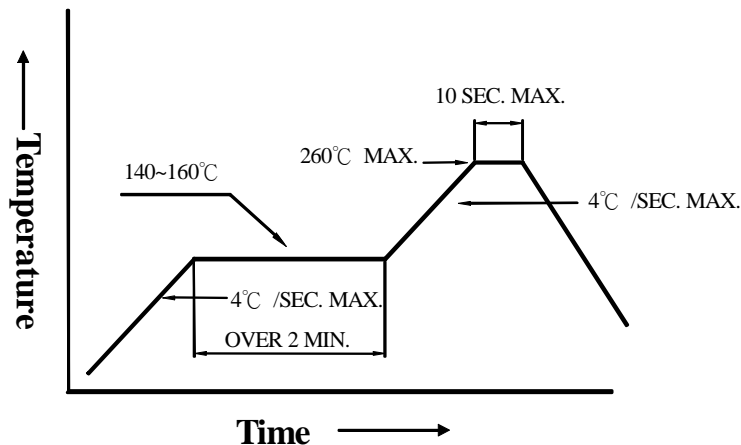 10 SEC. MAX.
260℃ MAX.
140~160℃
4℃ /SEC. MAX.
4℃ /SEC. MAX.
OVER 2 MIN.
Temperature
Time